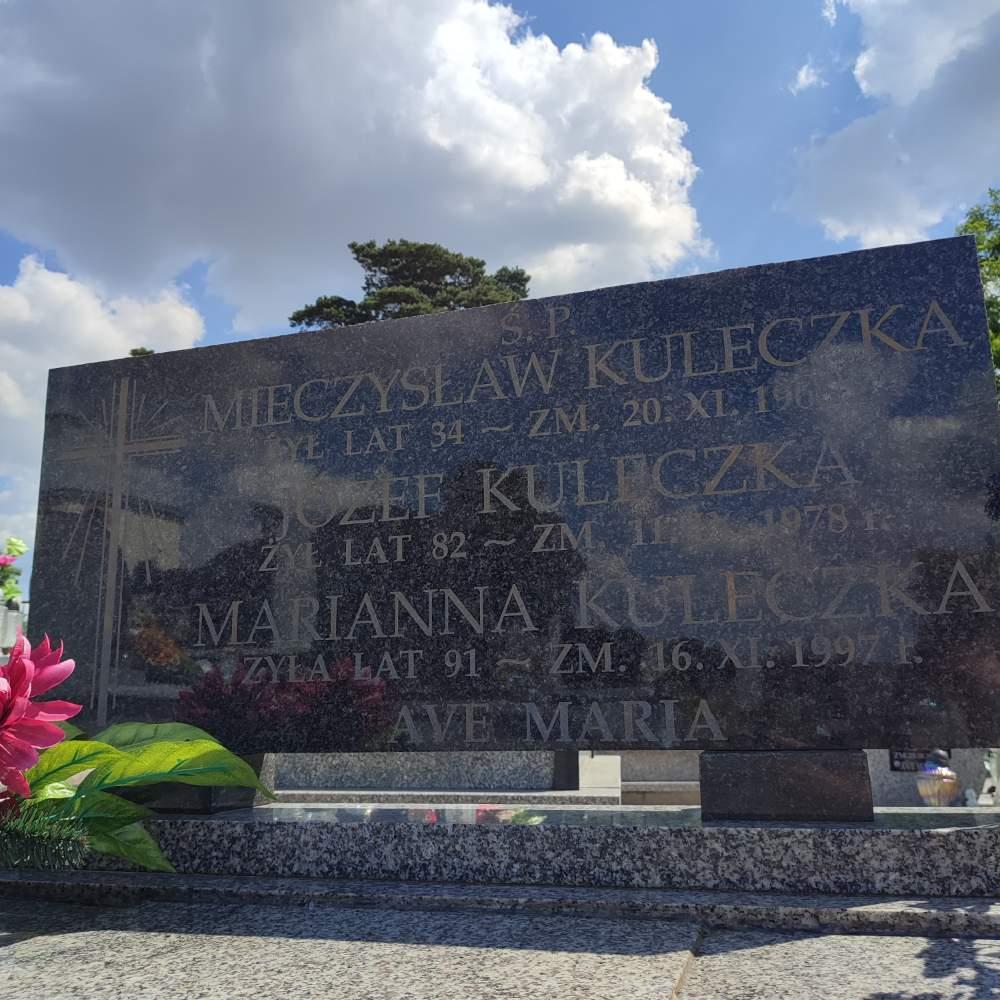 Ś. P.
MIECZYSŁAW KULECZKA
ŻYŁ LAT 34 ~ ZM. 20. XI.
JÓZEF KULECZKA
ŻYŁ LAT 82 ~ ZM. 11. 1978 r.
MARIANNA KULECZKA
ŻYŁA LAT 91 ~ ZM. 16. XI. 1997 r.
AVE MARIA